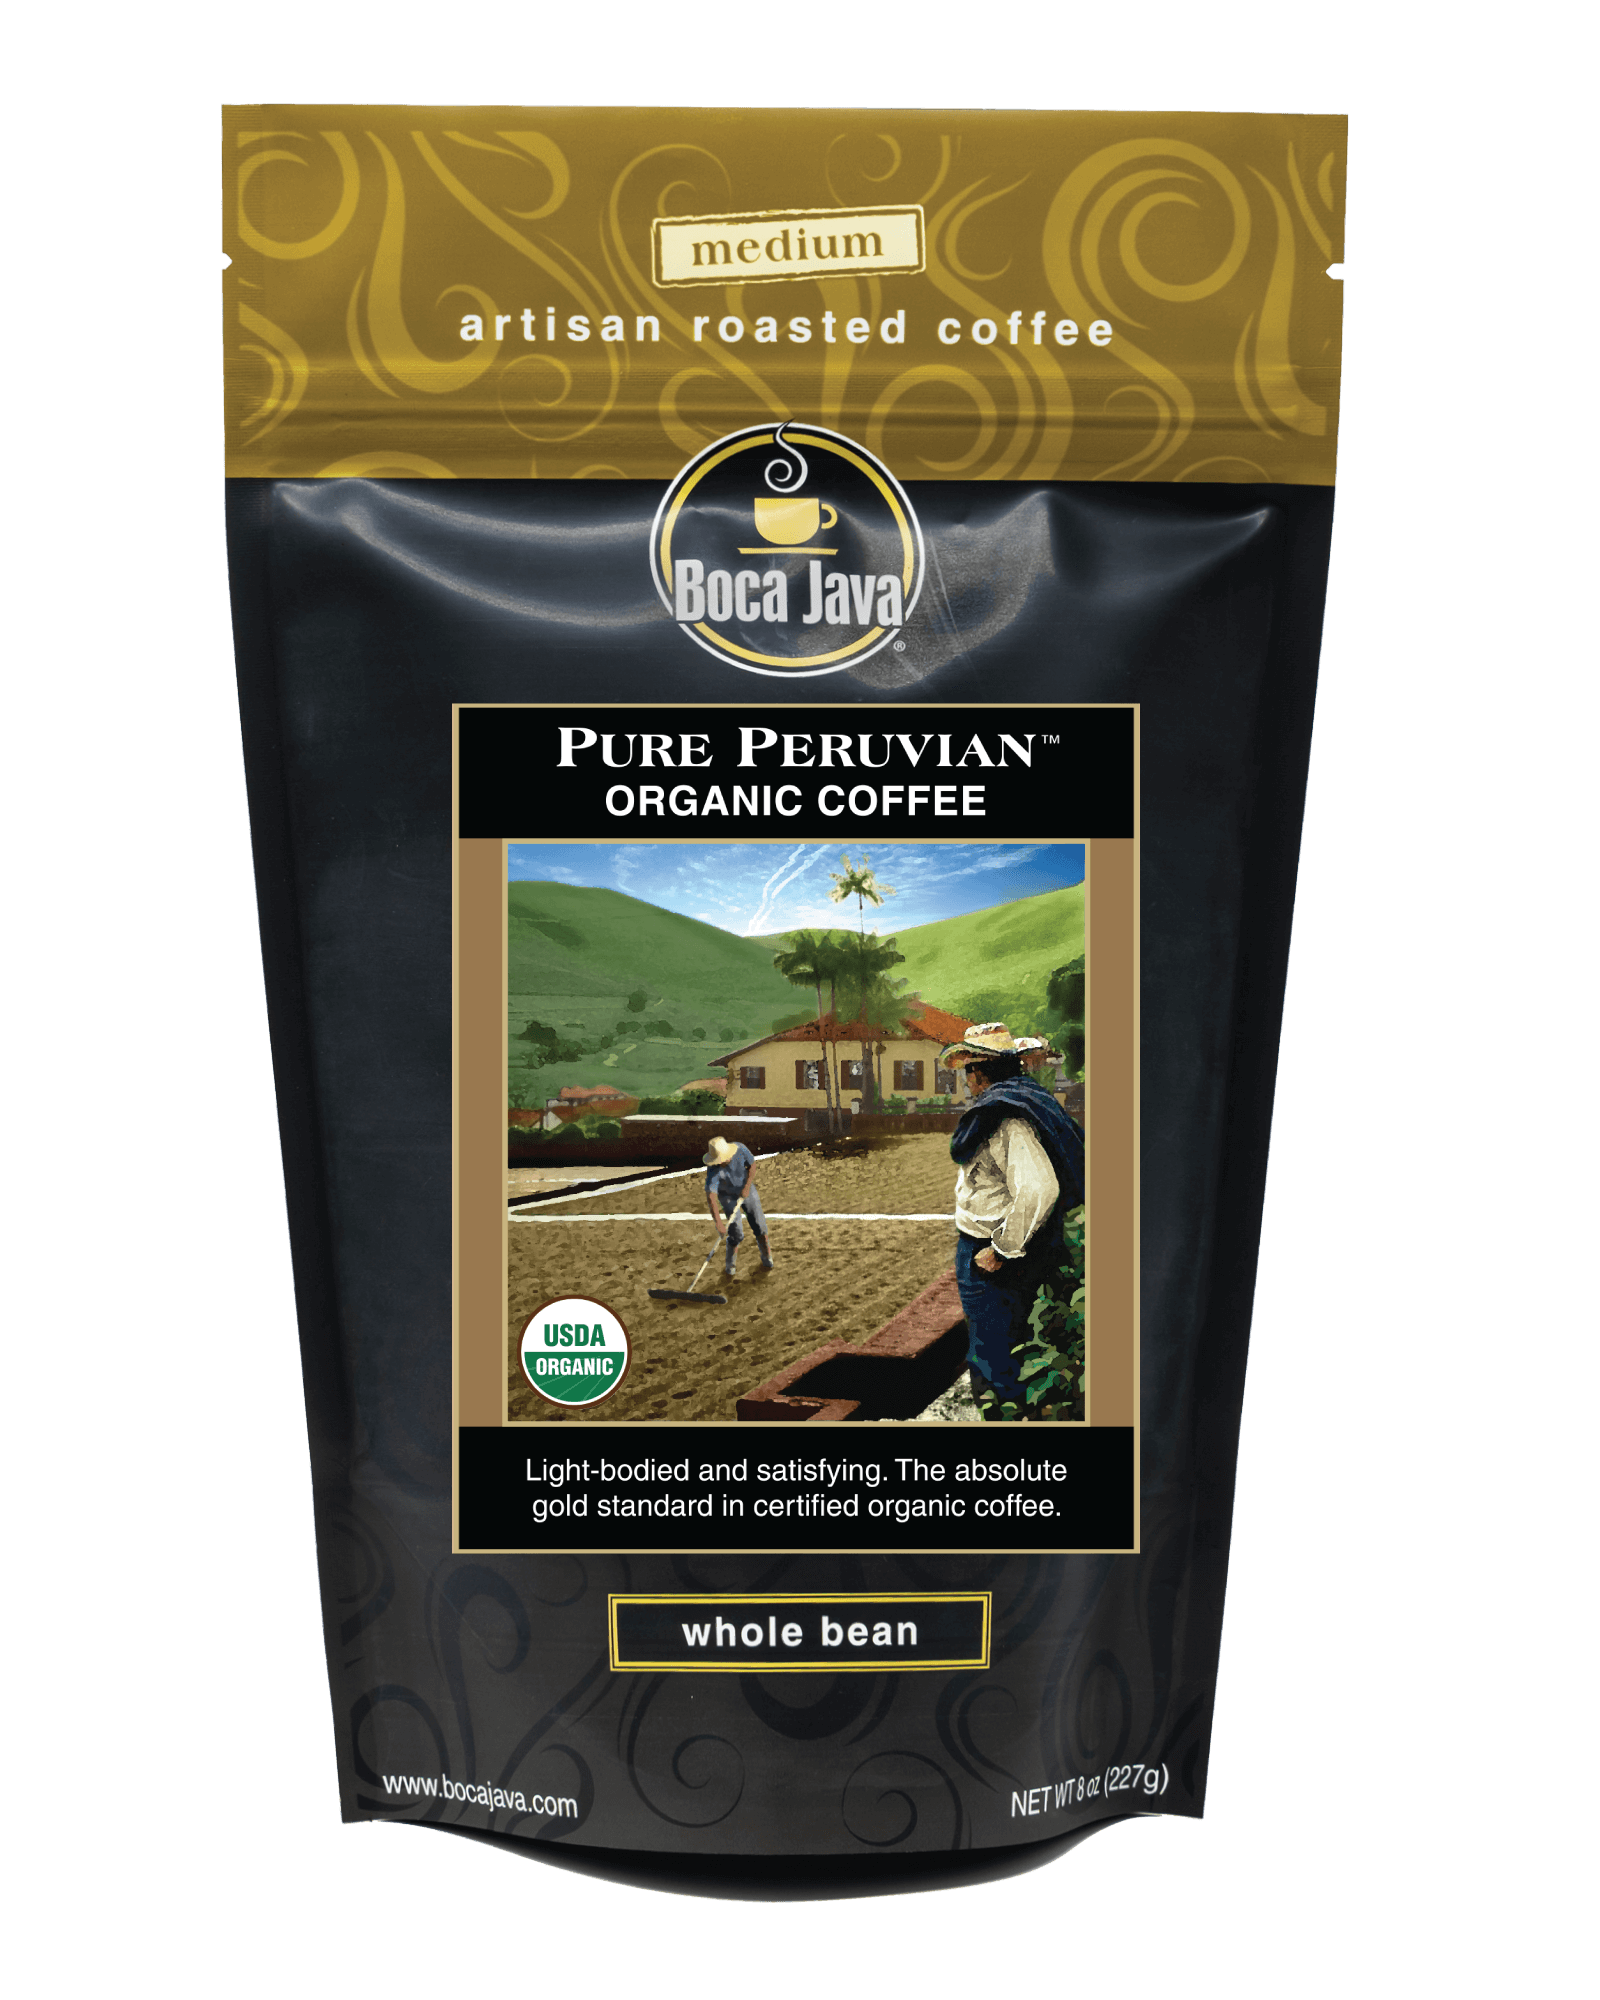 medium
artisan roasted coffee
Boca Java
®
PURE PERUVIAN™
ORGANIC COFFEE
USDA
ORGANIC
Light-bodied and satisfying. The absolute
gold standard in certified organic coffee.
whole bean
www.bocajava.com
NET WT 8 oz (227g)